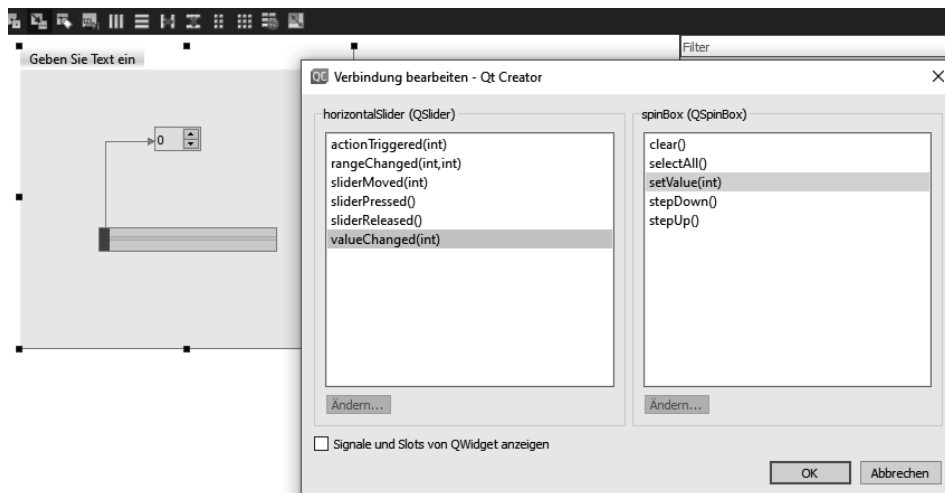 Filter
Geben Sie Text ein
QC Verbindung bearbeiten - Qt Creator
0
horizontalSlider (QSlider)
actionTriggered(int)
rangeChanged(int,int)
sliderMoved(int)
sliderPressed()
sliderReleased()
valueChanged(int)
Ändern...
spinBox (QSpinBox)
clear()
selectAll()
setValue(int)
stepDown()
stepUp()
Ändern...
Signale und Slots von QWidget anzeigen
OK
Abbrechen